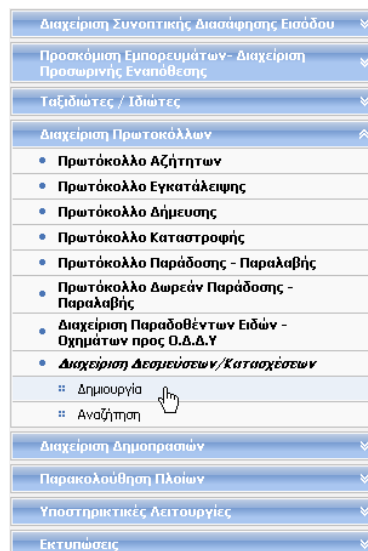 Διαχείριση Συνοπτικής Διασάφησης Εισόδου
Προσκόμιση Εμπορευμάτων- Διαχείριση
Προσωρινής Εναπόθεσης
Ταξιδιώτες / Ιδιώτες
Διαχείριση Πρωτοκόλλων
Πρωτόκολλο Αζήτητων
Πρωτόκολλο Εγκατάλειψης
Πρωτόκολλο Δήμευσης
Πρωτόκολλο Καταστροφής
Πρωτόκολλο Παράδοσης - Παραλαβής
Πρωτόκολλο Δωρεάν Παράδοσης -
Παραλαβής
Διαχείριση Παραδοθέντων Ειδών -
Οχημάτων προς Ο.Δ.Δ.Υ
Διαχείριση Δεσμεύσεων/Κατασχέσεων
Δημιουργία
Αναζήτηση
Διαχείριση Δημοπρασιών
Παρακολούθηση Πλοίων
Υποστηρικτικές Λειτουργίες
Εκτυπώσεις